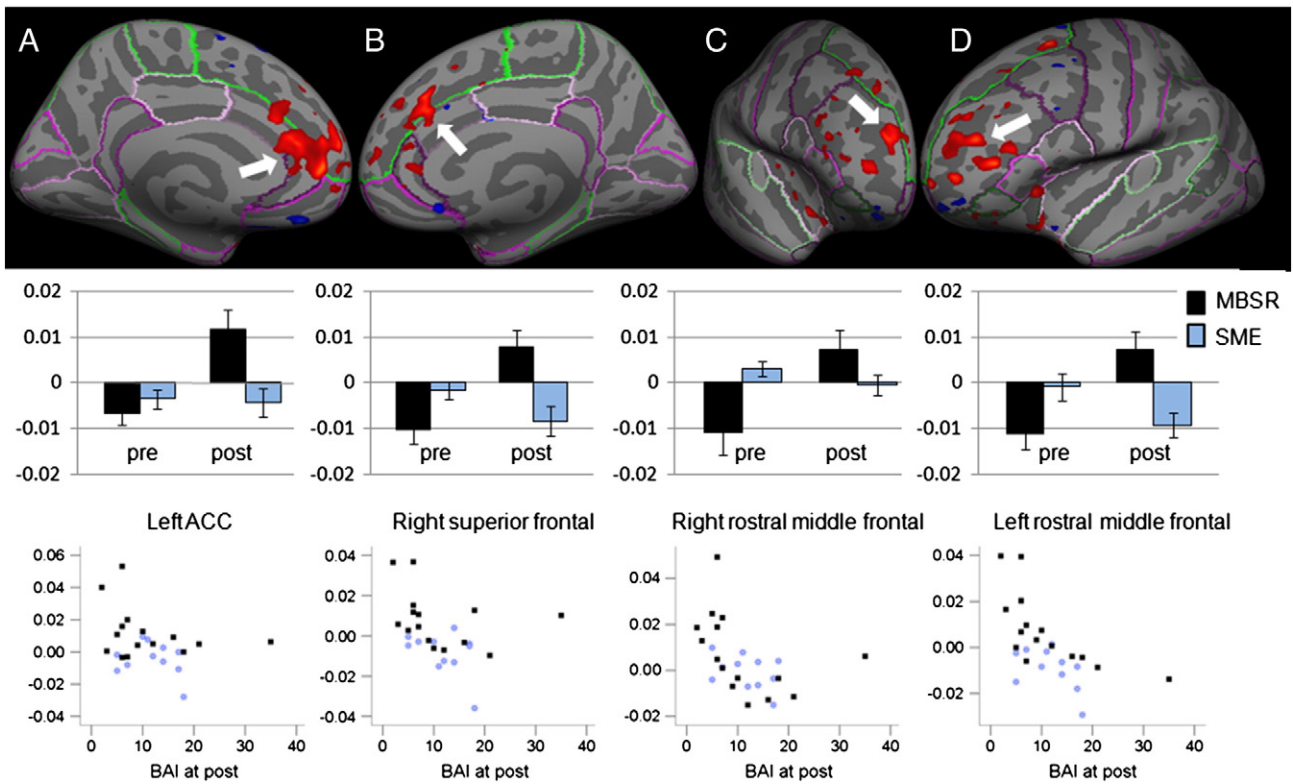 A B C D
0.02 0.02 0.02 0.02
0.01 0.01 0.01 0.01
0 0 0 0
-0.01 -0.01 -0.01 -0.01
-0.02 -0.02 -0.02 -0.02
pre post pre post pre post pre post
MBSR
SME
Left ACC
0.06
0.04
0.02
0.00
-0.02
-0.04
0 10 20 30 40
BAI at post
Right superior frontal
0.04
0.02
0.00
-0.02
-0.04
0 10 20 30 40
BAI at post
Right rostral middle frontal
0.04
0.02
0.00
-0.02
0 10 20 30 40
BAI at post
Left rostral middle frontal
0.04
0.02
0.00
-0.02
0 10 20 30 40
BAI at post